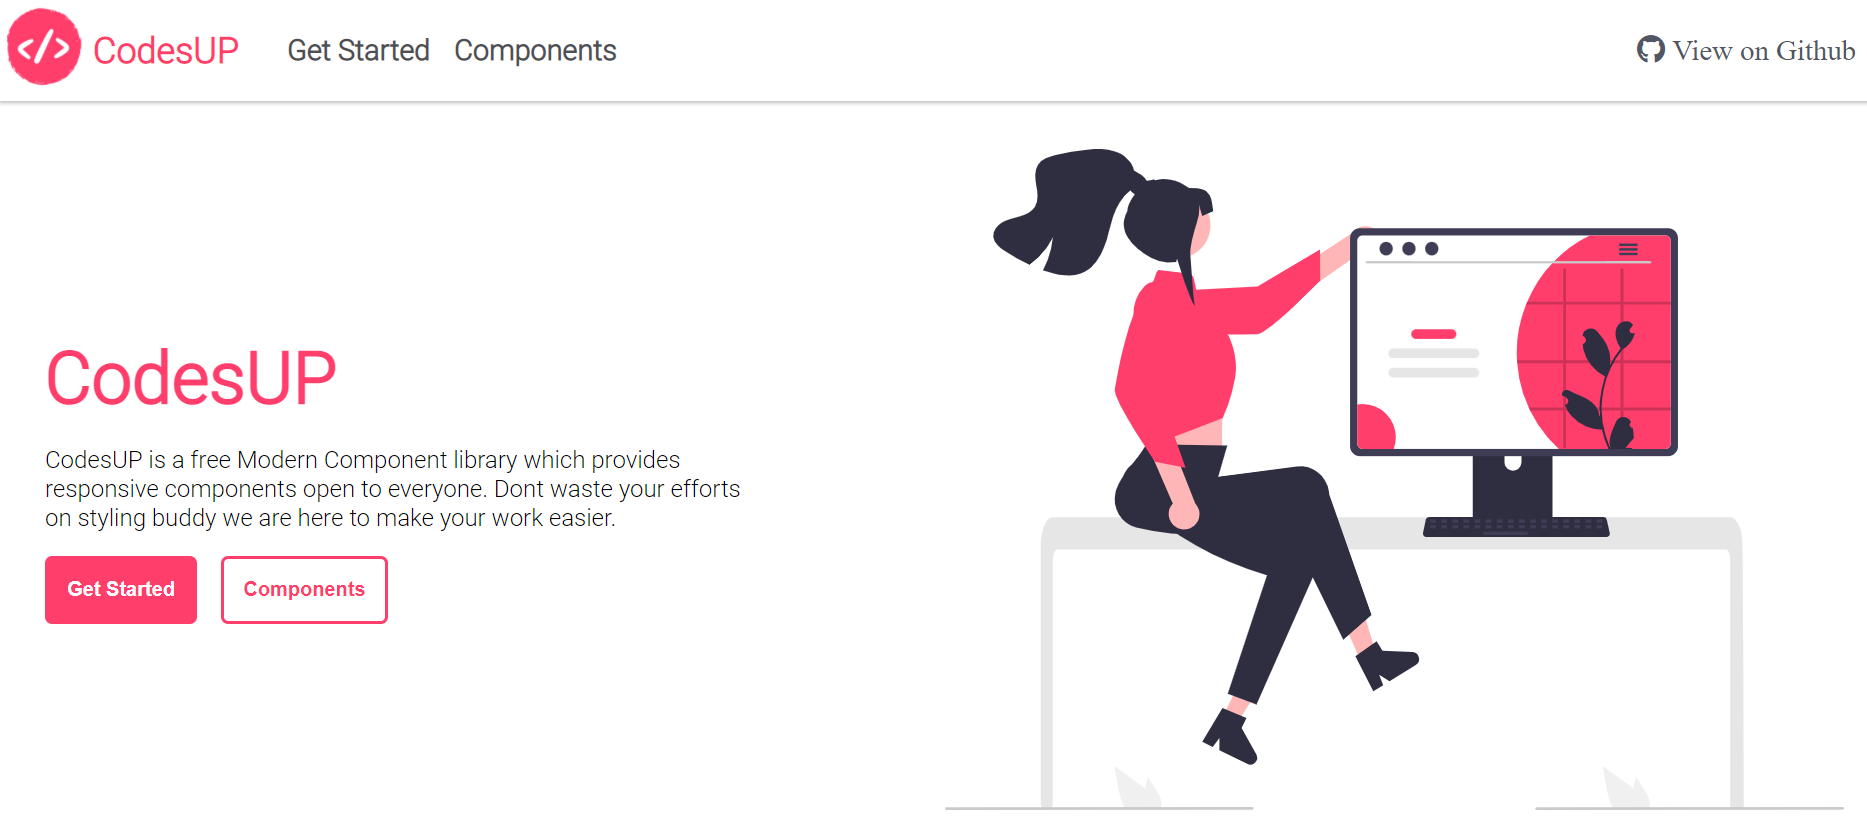 </> CodesUP Get Started Components View on Github
CodesUP
CodesUP is a free Modern Component library which provides
responsive components open to everyone. Dont waste your efforts
on styling buddy we are here to make your work easier.
Get Started Components